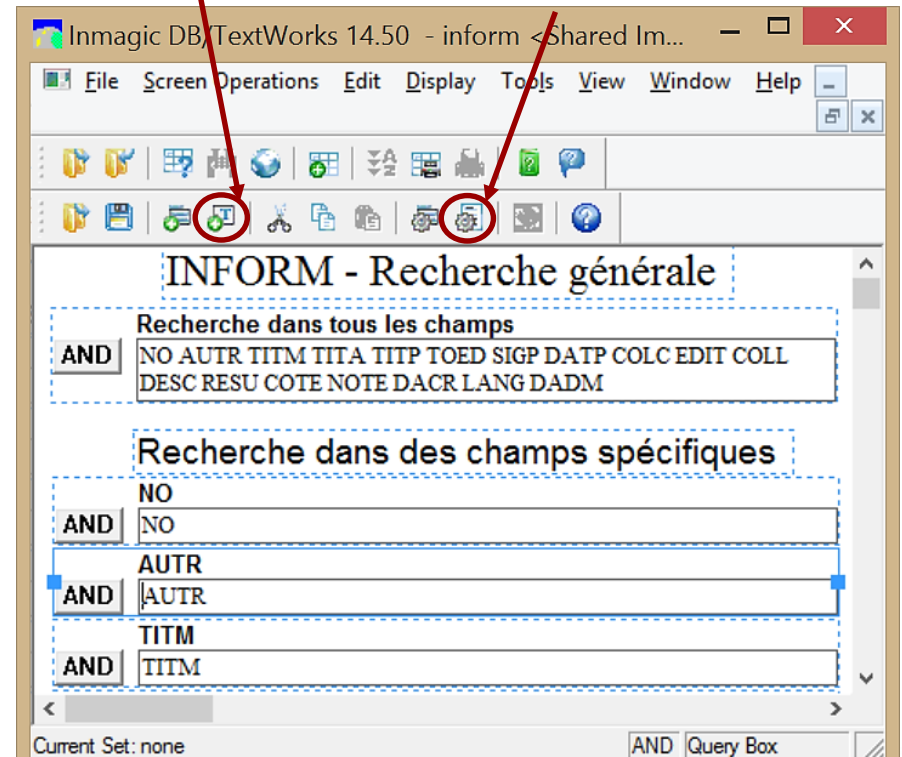 Inmagic DB/TextWorks 14.50 - inform <Shared Im...
File Screen Operations Edit Display Tools View Window Help
INFORM - Recherche générale
Recherche dans tous les champs
AND
NO AUTR TITM TITA TITP TOED SIGP DATP COLC EDIT COLL
DESC RESU COTE NOTE DACR LANG DADM
Recherche dans des champs spécifiques
NO
AND NO
AUTR
AND AUTR
TITM
AND TITM
Current Set: none AND Query Box